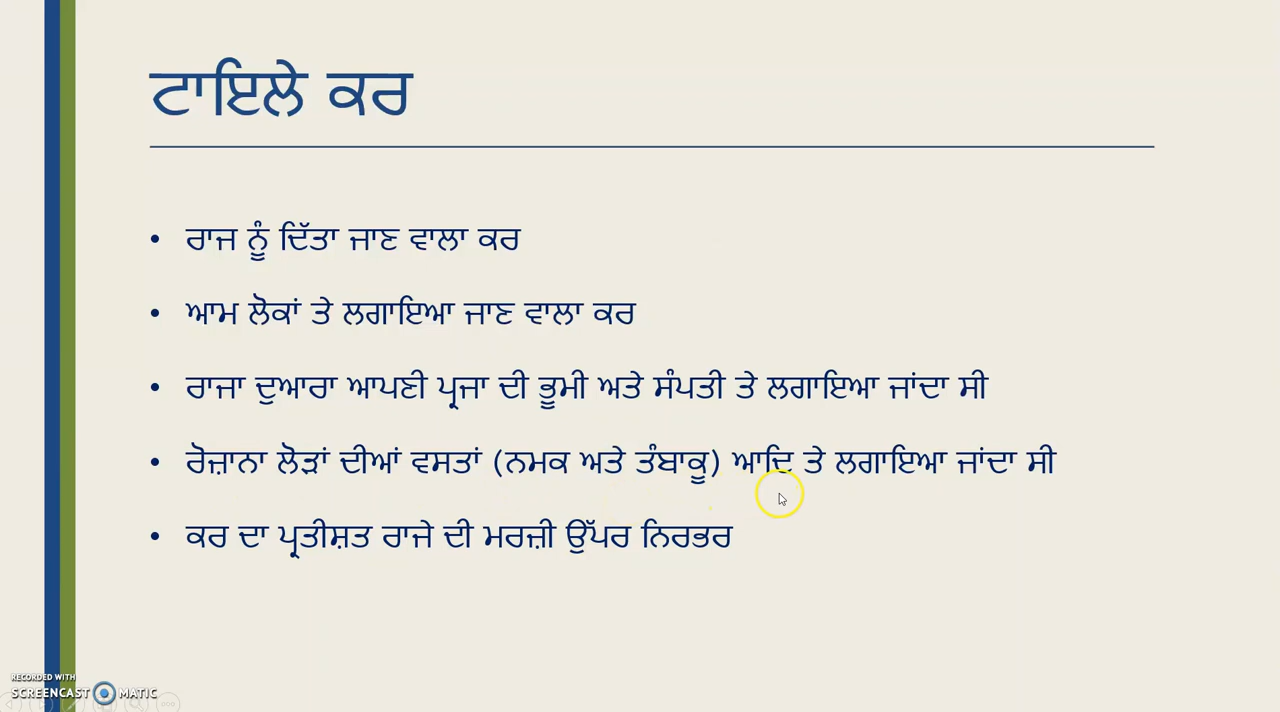 ਟਾਇਲੇ ਕਰ
• ਰਾਜ ਨੂੰ ਦਿੱਤਾ ਜਾਣ ਵਾਲਾ ਕਰ
• ਆਮ ਲੋਕਾਂ ਤੇ ਲਗਾਇਆ ਜਾਣ ਵਾਲਾ ਕਰ
• ਰਾਜਾ ਦੁਆਰਾ ਆਪਣੀ ਪ੍ਰਜਾ ਦੀ ਭੂਮੀ ਅਤੇ ਸੰਪਤੀ ਤੇ ਲਗਾਇਆ ਜਾਂਦਾ ਸੀ
• ਰੋਜ਼ਾਨਾ ਲੋੜਾਂ ਦੀਆਂ ਵਸਤਾਂ (ਨਮਕ ਅਤੇ ਤੰਬਾਕੂ) ਆਦਿ ਤੇ ਲਗਾਇਆ ਜਾਂਦਾ ਸੀ
• ਕਰ ਦਾ ਪ੍ਰਤੀਸ਼ਤ ਰਾਜੇ ਦੀ ਮਰਜ਼ੀ ਉੱਪਰ ਨਿਰਭਰ
RECORDED WITH
SCREENCAST MATIC